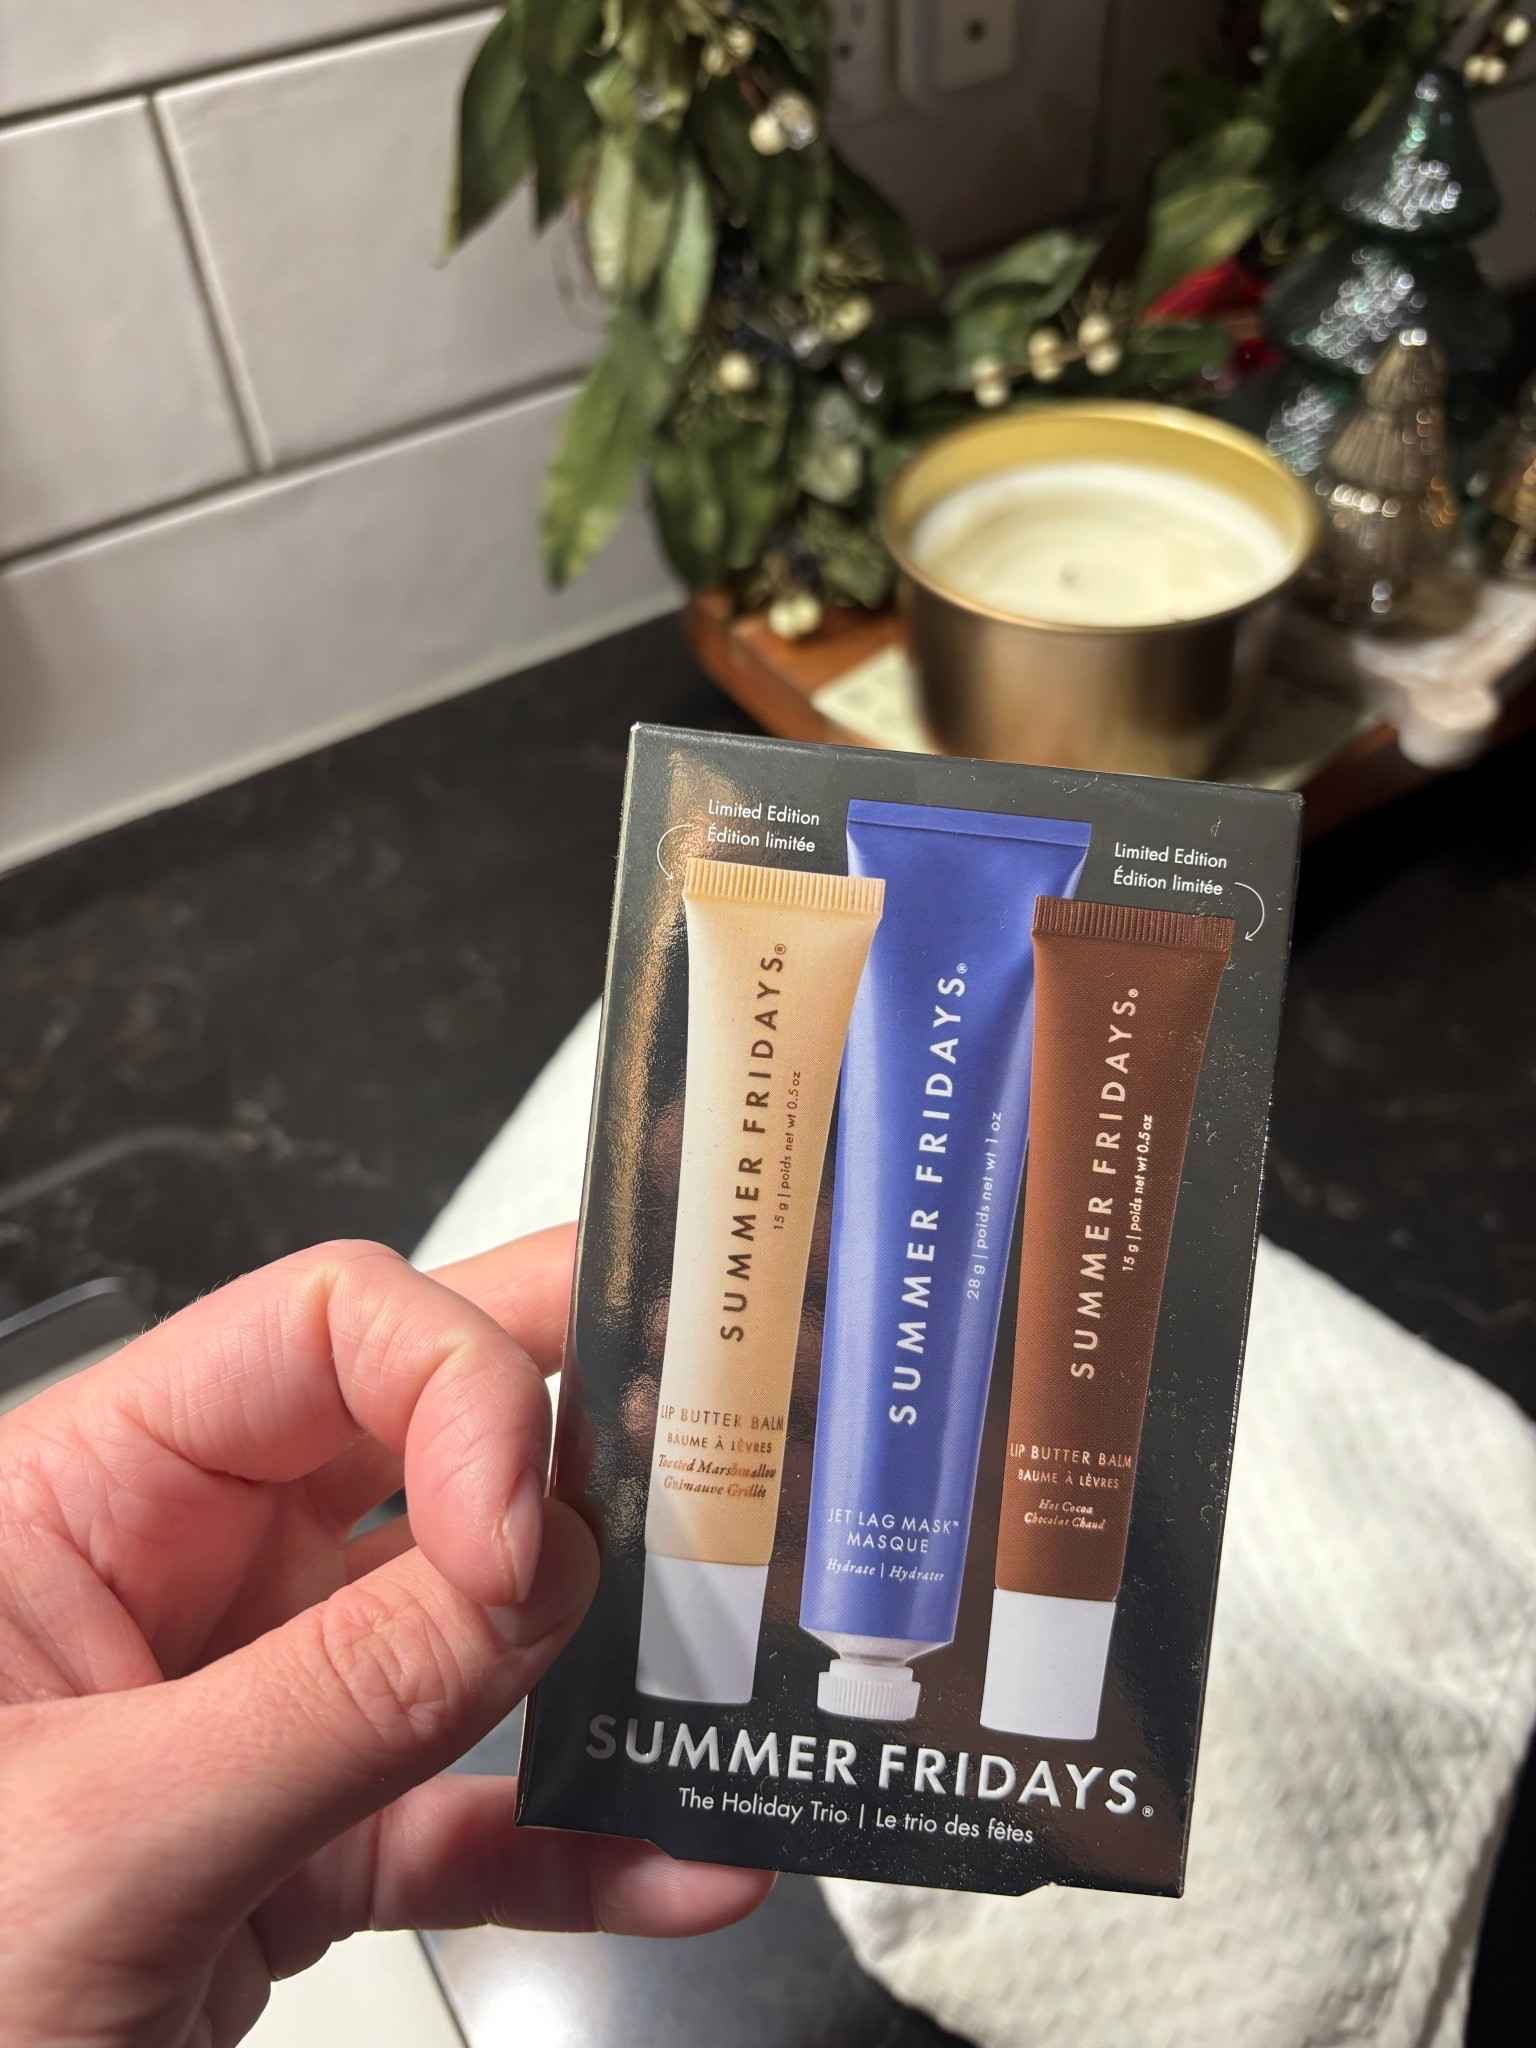 Limited Edition
Édition limitée
Limited Edition
Édition limitée
SUMMER FRIDAYS®
15 g | poids net wt 0.5 oz
LIP BUTTER BALM
BAUME À LÈVRES
Toasted Marshmallow
Guimauve Grillée
SUMMER FRIDAYS®
28 g | poids net wt 1 oz
JET LAG MASK™
MASQUE
Hydrate | Hydrater
SUMMER FRIDAYS®
15 g | poids net wt 0.5 oz
LIP BUTTER BALM
BAUME À LÈVRES
Hot Cocoa
Chocolat Chaud
SUMMER FRIDAYS®
The Holiday Trio | Le trio des fêtes